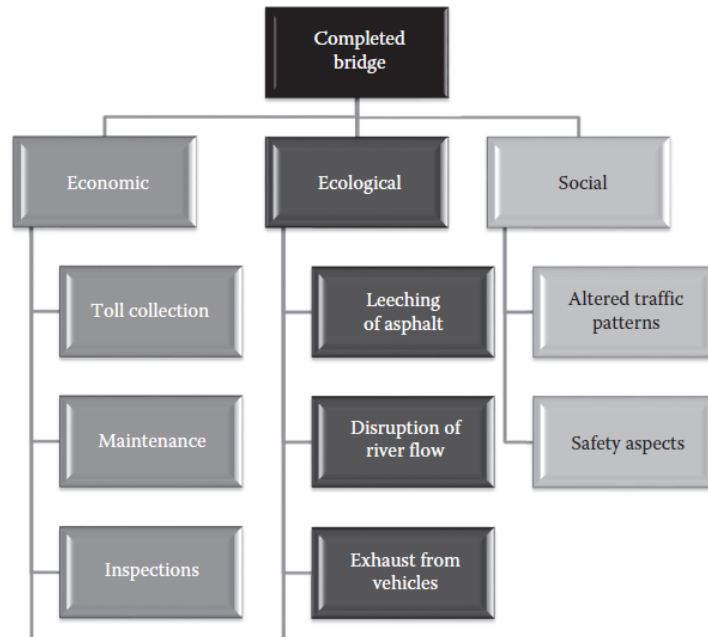 Completed
bridge
Economic
Ecological
Social
Toll collection
Leeching
of asphalt
Altered traffic
patterns
Maintenance
Disruption of
river flow
Safety aspects
Inspections
Exhaust from
vehicles